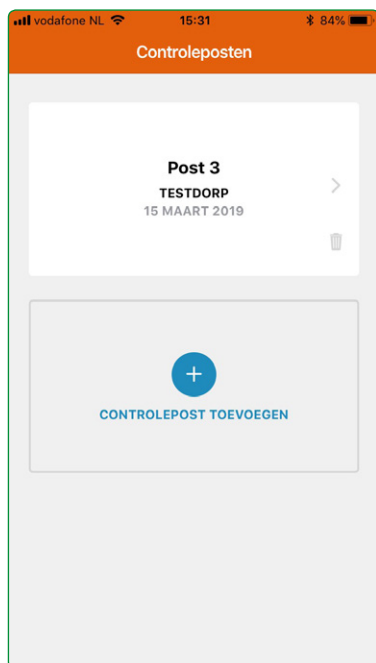 vodafone NL 15:31 84%
Controleposten
Post 3
TESTDORP
15 MAART 2019
CONTROLEPOST TOEVOEGEN